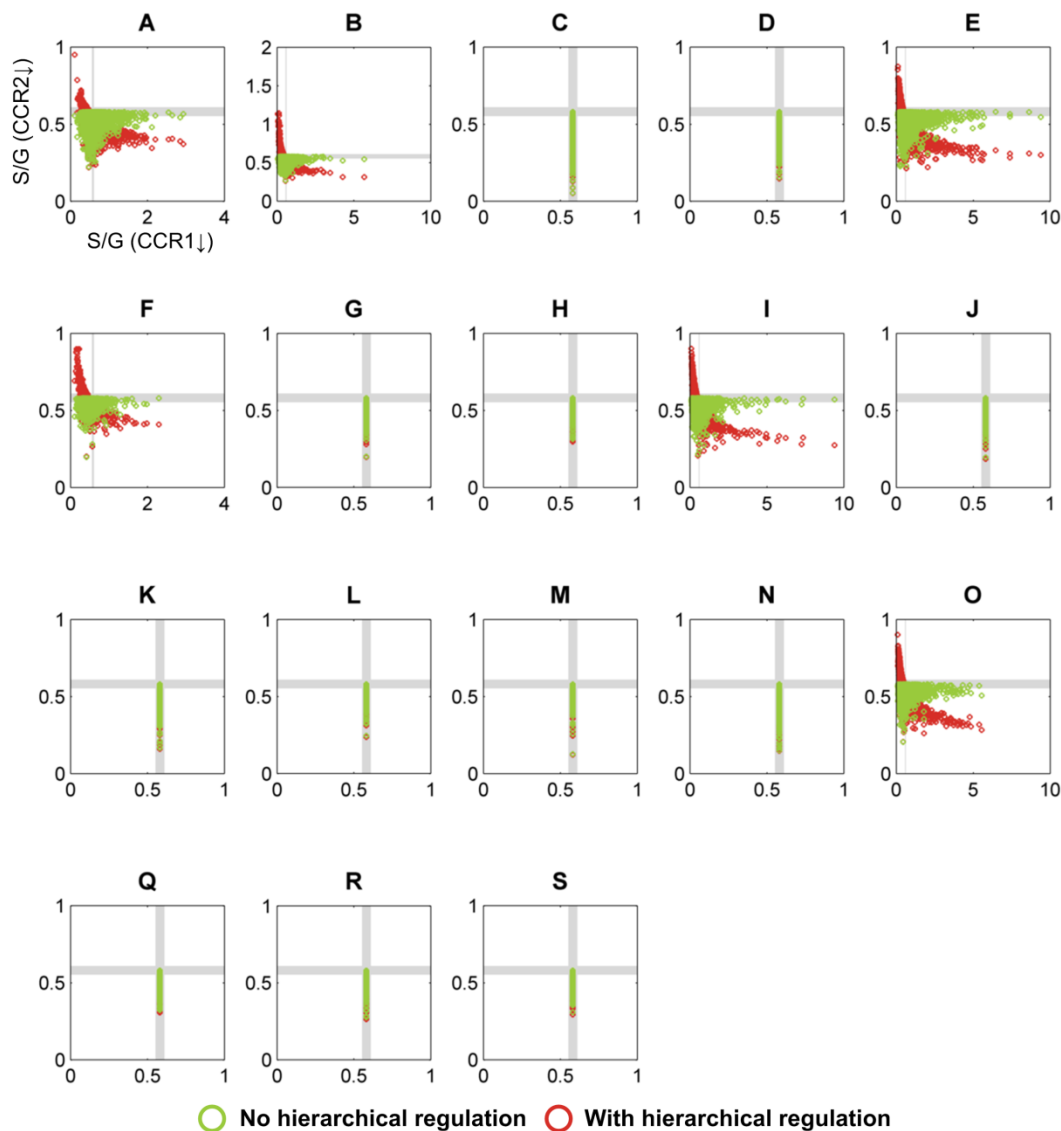 A B C D E
S/G (CCR2↓)
1 2 1 1 1
1.5
0.5 1 0.5 0.5 0.5
0.5
0 0 0 0 0
0 2 4 0 5 10 0 0.5 1 0 0.5 1 0 5 10
S/G (CCR1↓)
F G H I J
1 1 1 1 1
0.5 0.5 0.5 0.5 0.5
0 0 0 0 0
0 2 4 0 0.5 1 0 0.5 1 0 5 10 0 0.5 1
K L M N O
1 1 1 1 1
0.5 0.5 0.5 0.5 0.5
0 0 0 0 0
0 0.5 1 0 0.5 1 0 0.5 1 0 0.5 1 0 5 10
Q R S
1 1 1
0.5 0.5 0.5
0 0 0
0 0.5 1 0 0.5 1 0 0.5 1
No hierarchical regulation With hierarchical regulation